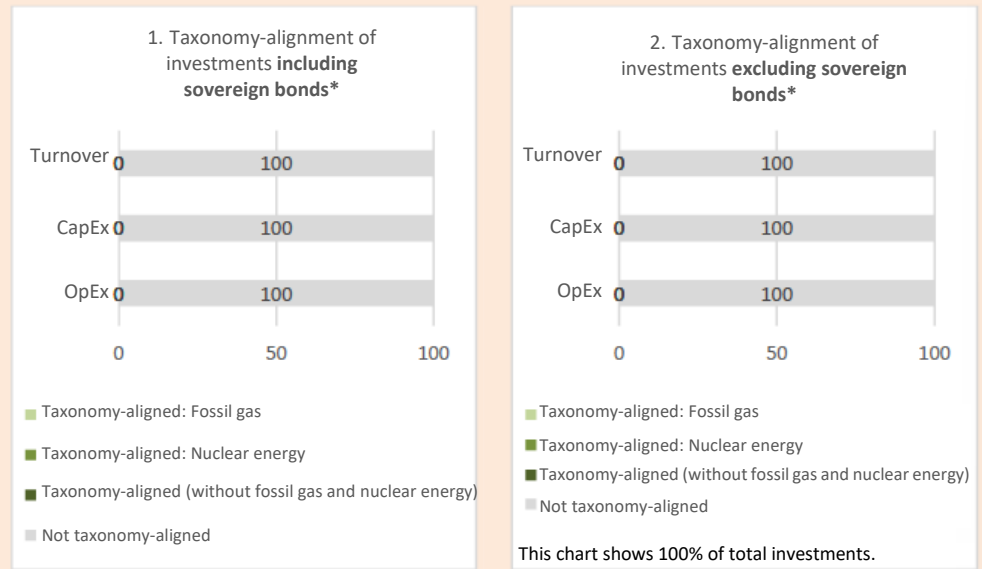 1. Taxonomy-alignment of
investments including
sovereign bonds*
Turnover 0 100
CapEx 0 100
OpEx 0 100
0 50 100
Taxonomy-aligned: Fossil gas
Taxonomy-aligned: Nuclear energy
Taxonomy-aligned (without fossil gas and nuclear energy)
Not taxonomy-aligned
2. Taxonomy-alignment of
investments excluding sovereign
bonds*
Turnover 0 100
CapEx 0 100
OpEx 0 100
0 50 100
Taxonomy-aligned: Fossil gas
Taxonomy-aligned: Nuclear energy
Taxonomy-aligned (without fossil gas and nuclear energy)
Not taxonomy-aligned
This chart shows 100% of total investments.